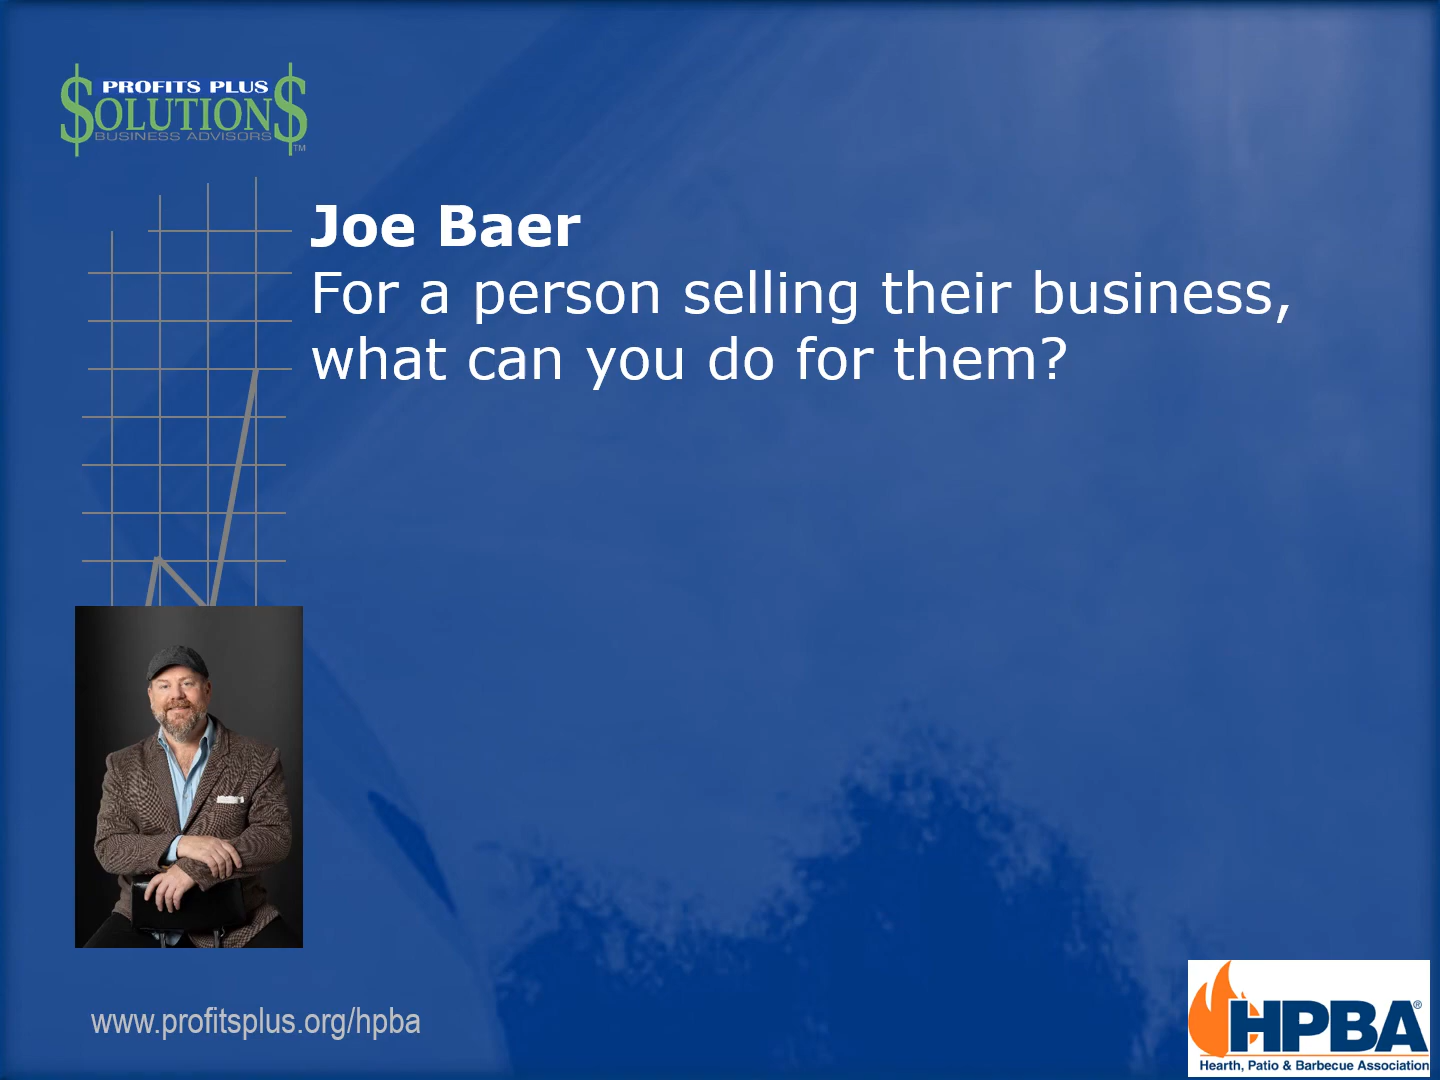 PROFITS PLUS
$OLUTION$
BUSINESS ADVISORS
TM
Joe Baer
For a person selling their business,
what can you do for them?
www.profitsplus.org/hpba
HPBA®
Hearth, Patio & Barbecue Association